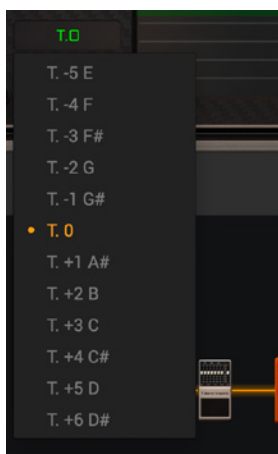 T.0
T. -5 E
T. -4 F
T. -3 F#
T. -2 G
T. -1 G#
T. 0
T. +1 A#
T. +2 B
T. +3 C
T. +4 C#
T. +5 D
T. +6 D#